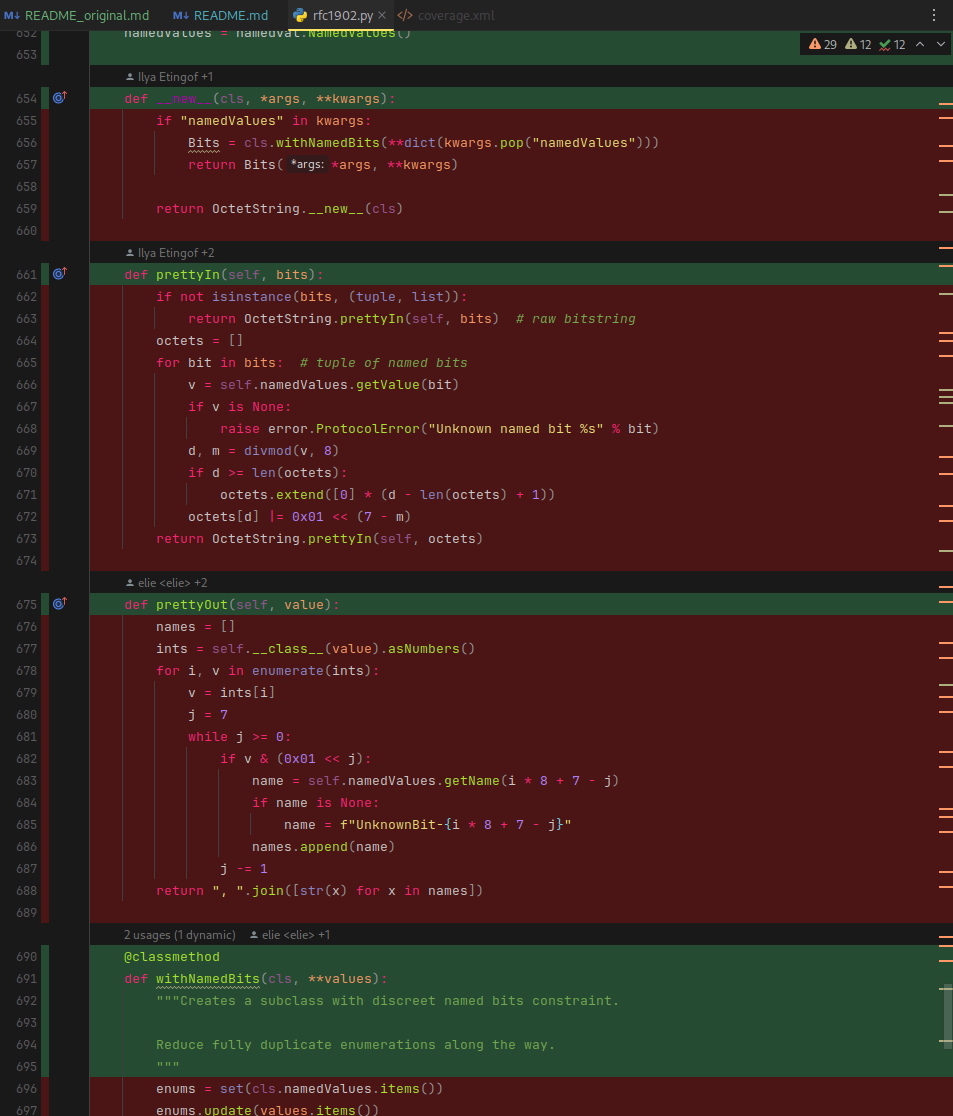 README_original.md README.md rfc1902.py coverage.xml
652 namedValues = namedval.NamedValues()
29 12 12
653
Ilya Etingof +1
654 def __new__(cls, *args, **kwargs):
655 if "namedValues" in kwargs:
656 Bits = cls.withNamedBits(**dict(kwargs.pop("namedValues")))
657 return Bits( *args: *args, **kwargs)
658
659 return OctetString.__new__(cls)
660
Ilya Etingof +2
661 def prettyIn(self, bits):
662 if not isinstance(bits, (tuple, list)):
663 return OctetString.prettyIn(self, bits)  # raw bitstring
664 octets = []
665 for bit in bits:  # tuple of named bits
666 v = self.namedValues.getValue(bit)
667 if v is None:
668 raise error.ProtocolError("Unknown named bit %s" % bit)
669 d, m = divmod(v, 8)
670 if d >= len(octets):
671 octets.extend([0] * (d - len(octets) + 1))
672 octets[d] |= 0x01 << (7 - m)
673 return OctetString.prettyIn(self, octets)
674
elie <elie> +2
675 def prettyOut(self, value):
676 names = []
677 ints = self.__class__(value).asNumbers()
678 for i, v in enumerate(ints):
679 v = ints[i]
680 j = 7
681 while j >= 0:
682 if v & (0x01 << j):
683 name = self.namedValues.getName(i * 8 + 7 - j)
684 if name is None:
685 name = f"UnknownBit-{i * 8 + 7 - j}"
686 names.append(name)
687 j -= 1
688 return ", ".join([str(x) for x in names])
689
2 usages (1 dynamic) elie <elie> +1
690 @classmethod
691 def withNamedBits(cls, **values):
692 """Creates a subclass with discreet named bits constraint.
693
694 Reduce fully duplicate enumerations along the way.
695 """
696 enums = set(cls.namedValues.items())
697 enums.update(values.items())